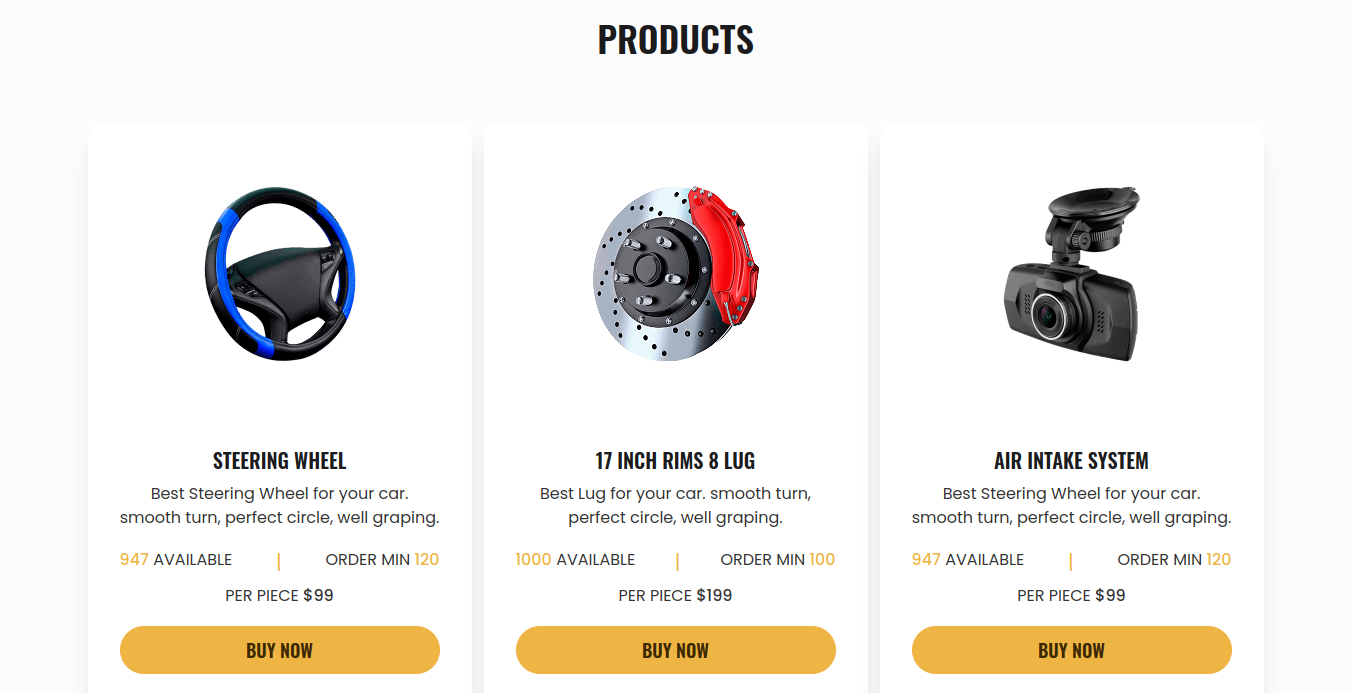 PRODUCTS
STEERING WHEEL
Best Steering Wheel for your car.
smooth turn, perfect circle, well graping.
947 AVAILABLE | ORDER MIN 120
PER PIECE $99
BUY NOW
17 INCH RIMS 8 LUG
Best Lug for your car. smooth turn,
perfect circle, well graping.
1000 AVAILABLE | ORDER MIN 100
PER PIECE $199
BUY NOW
AIR INTAKE SYSTEM
Best Steering Wheel for your car.
smooth turn, perfect circle, well graping.
947 AVAILABLE | ORDER MIN 120
PER PIECE $99
BUY NOW